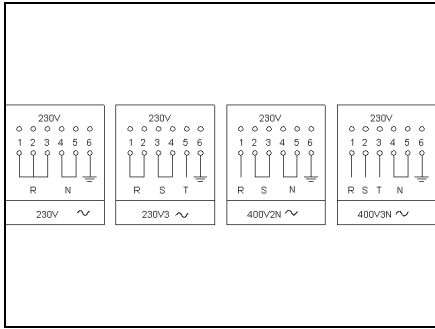 230V
1 2 3 4 5 6
R N
230V
230V
1 2 3 4 5 6
R S T
230V3
230V
1 2 3 4 5 6
R S N
400V2N
230V
1 2 3 4 5 6
R S T N
400V3N